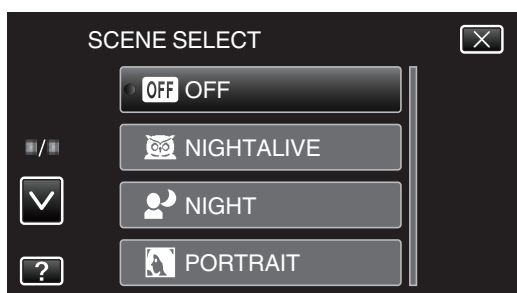 SCENE SELECT
OFF OFF
NIGHTALIVE
/
NIGHT
PORTRAIT
?